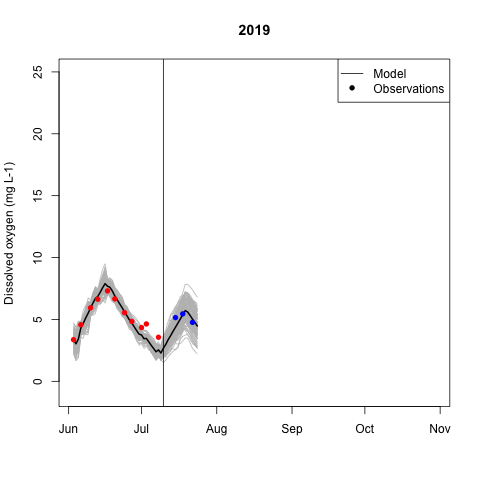 2019
Model
Observations
Dissolved oxygen (mg L-1)
25
20
15
10
5
0
Jun Jul Aug Sep Oct Nov